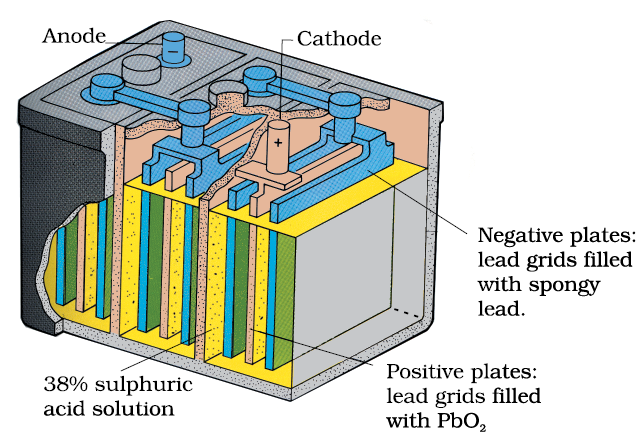 Anode
Cathode
−
+
Negative plates:
lead grids filled
with spongy
lead.
Positive plates:
lead grids filled
with PbO₂
38% sulphuric
acid solution